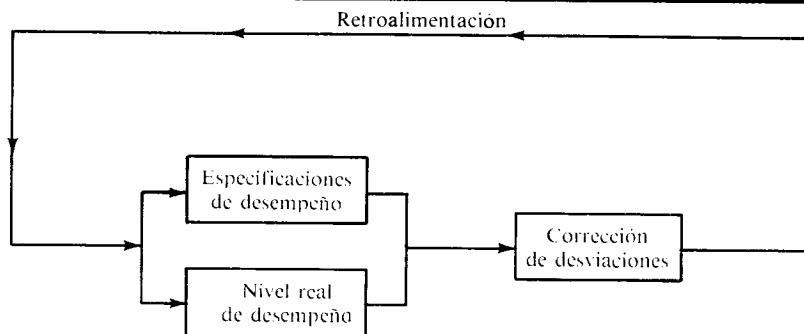 Retroalimentación
Especificaciones
de desempeño
Corrección
de desviaciones
Nivel real
de desempeño